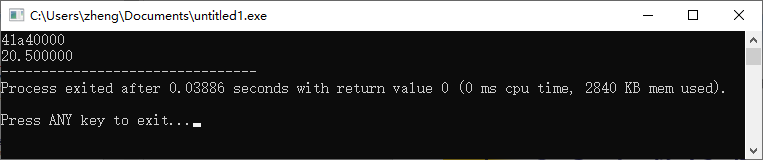 C:\Users\zheng\Documents\untitled1.exe
41a40000
20.500000
--------------------------------
Process exited after 0.03886 seconds with return value 0 (0 ms cpu time, 2840 KB mem used).
Press ANY key to exit...